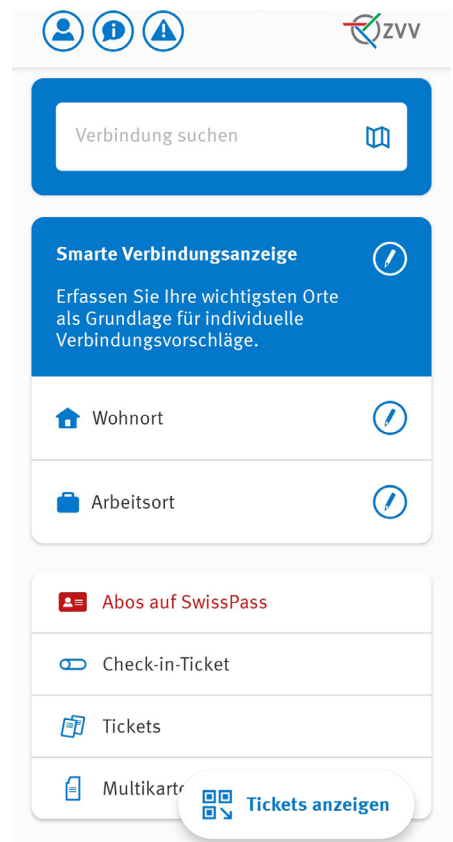 ZVV
Verbindung suchen
Smarte Verbindungsanzeige
Erfassen Sie Ihre wichtigsten Orte
als Grundlage für individuelle
Verbindungsvorschläge.
Wohnort
Arbeitsort
Abos auf SwissPass
Check-in-Ticket
Tickets
Tickets anzeigen